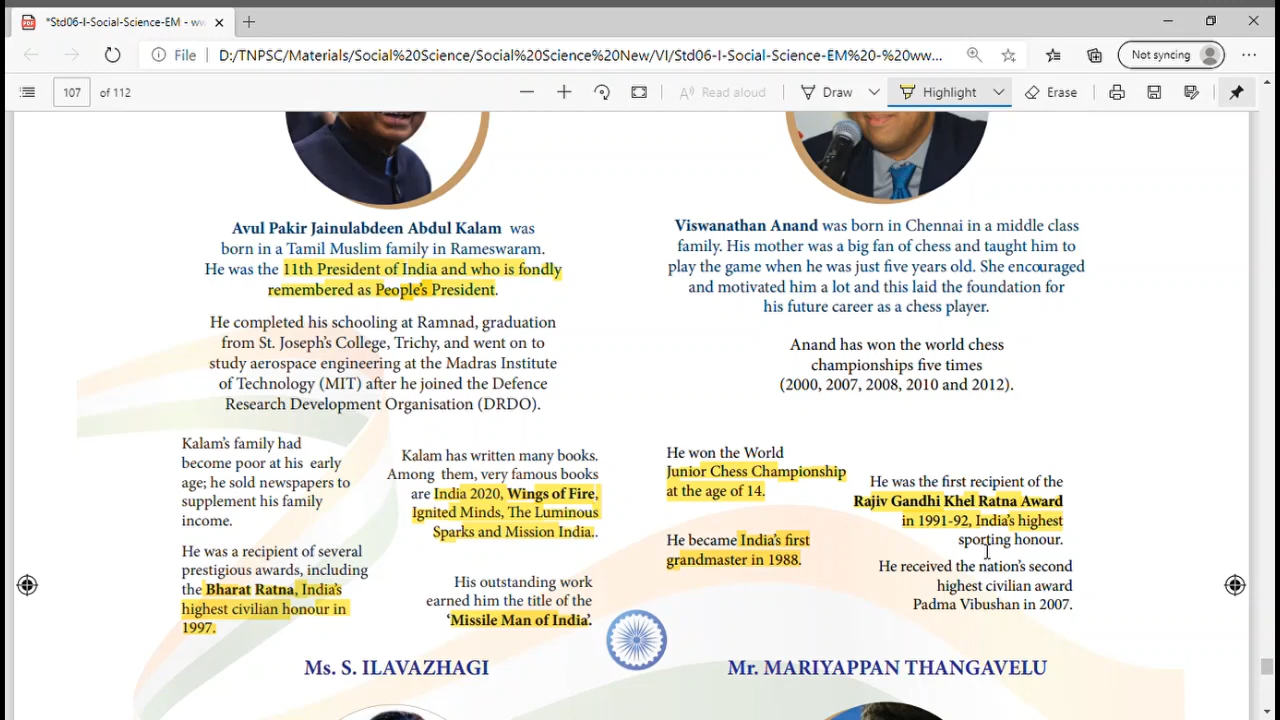 *Std06-I-Social-Science-EM - ww
File
D:/TNPSC/Materials/Social%20Science/Social%20Science%20New/VI/Std06-I-Social-Science-EM%20-%20ww...
Not syncing
107 of 112
Read aloud
Draw
Highlight
Erase
Avul Pakir Jainulabdeen Abdul Kalam was
born in a Tamil Muslim family in Rameswaram.
He was the 11th President of India and who is fondly
remembered as People's President.
He completed his schooling at Ramnad, graduation
from St. Joseph's College, Trichy, and went on to
study aerospace engineering at the Madras Institute
of Technology (MIT) after he joined the Defence
Research Development Organisation (DRDO).
Kalam's family had
become poor at his early
age; he sold newspapers to
supplement his family
income.
He was a recipient of several
prestigious awards, including
the Bharat Ratna, India's
highest civilian honour in
1997.
Kalam has written many books.
Among them, very famous books
are India 2020, Wings of Fire,
Ignited Minds, The Luminous
Sparks and Mission India..
His outstanding work
earned him the title of the
'Missile Man of India'.
Viswanathan Anand was born in Chennai in a middle class
family. His mother was a big fan of chess and taught him to
play the game when he was just five years old. She encouraged
and motivated him a lot and this laid the foundation for
his future career as a chess player.
Anand has won the world chess
championships five times
(2000, 2007, 2008, 2010 and 2012).
He won the World
Junior Chess Championship
at the age of 14.
He became India's first
grandmaster in 1988.
He was the first recipient of the
Rajiv Gandhi Khel Ratna Award
in 1991-92, India's highest
sporting honour.
He received the nation's second
highest civilian award
Padma Vibushan in 2007.
Ms. S. ILAVAZHAGI
Mr. MARIYAPPAN THANGAVELU